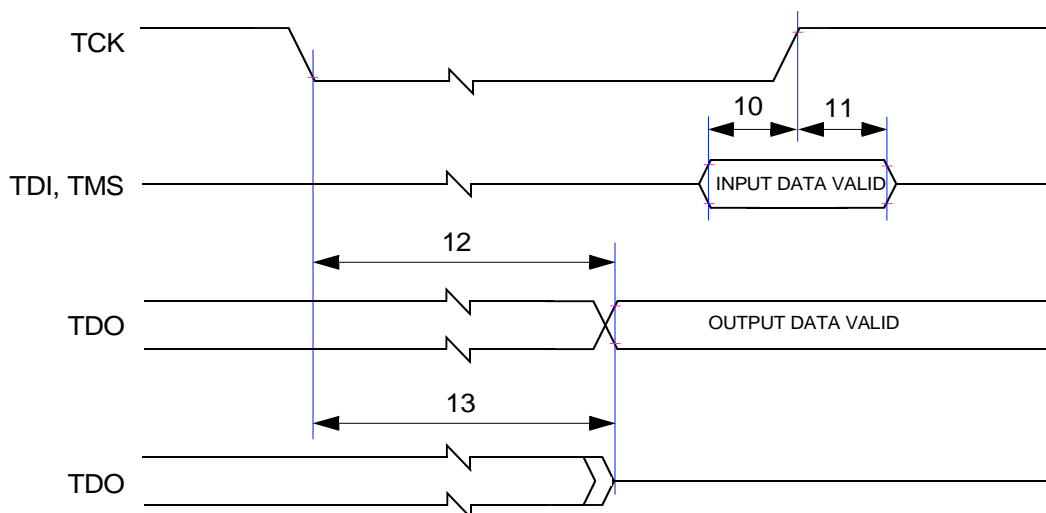 TCK
10
11
TDI, TMS
INPUT DATA VALID
12
TDO
OUTPUT DATA VALID
13
TDO